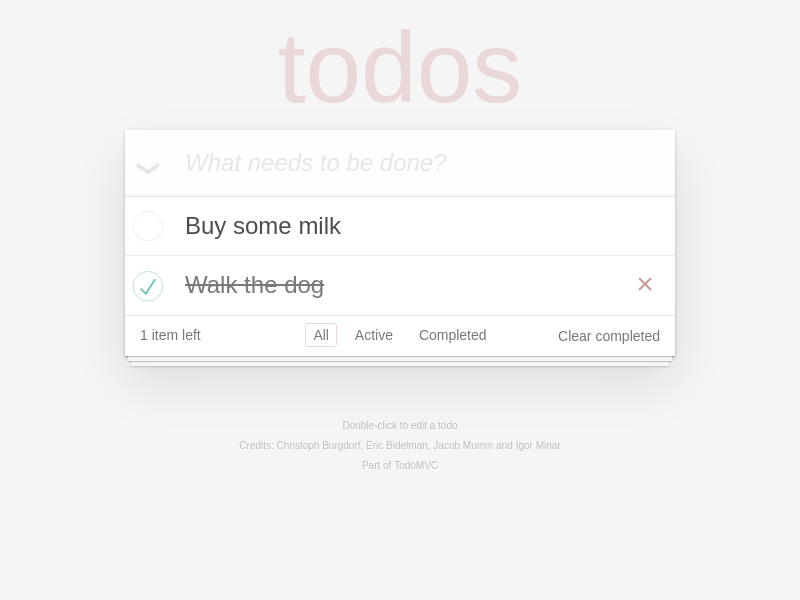 todos
What needs to be done?
Buy some milk
Walk the dog
1 item left All Active Completed Clear completed
Double-click to edit a todo
Credits: Christoph Burgdorf, Eric Bidelman, Jacob Mumm and Igor Minar
Part of TodoMVC